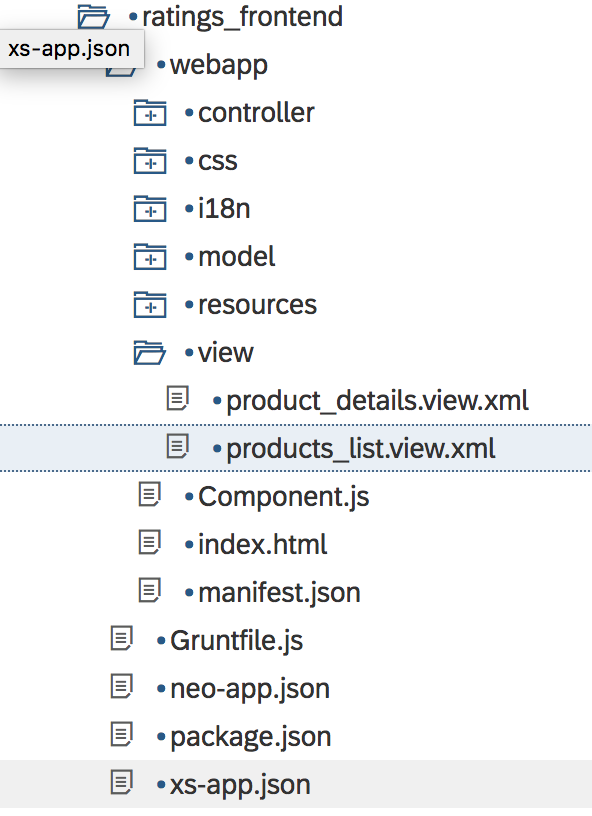 ratings_frontend
xs-app.json
webapp
controller
css
i18n
model
resources
view
product_details.view.xml
products_list.view.xml
Component.js
index.html
manifest.json
Gruntfile.js
neo-app.json
package.json
xs-app.json